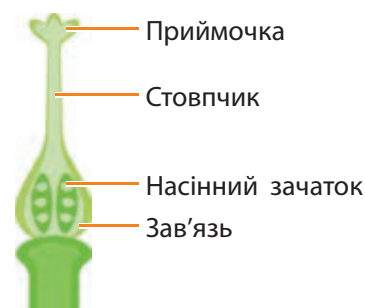 Приймочка
Стовпчик
Насінний зачаток
Зав’язь